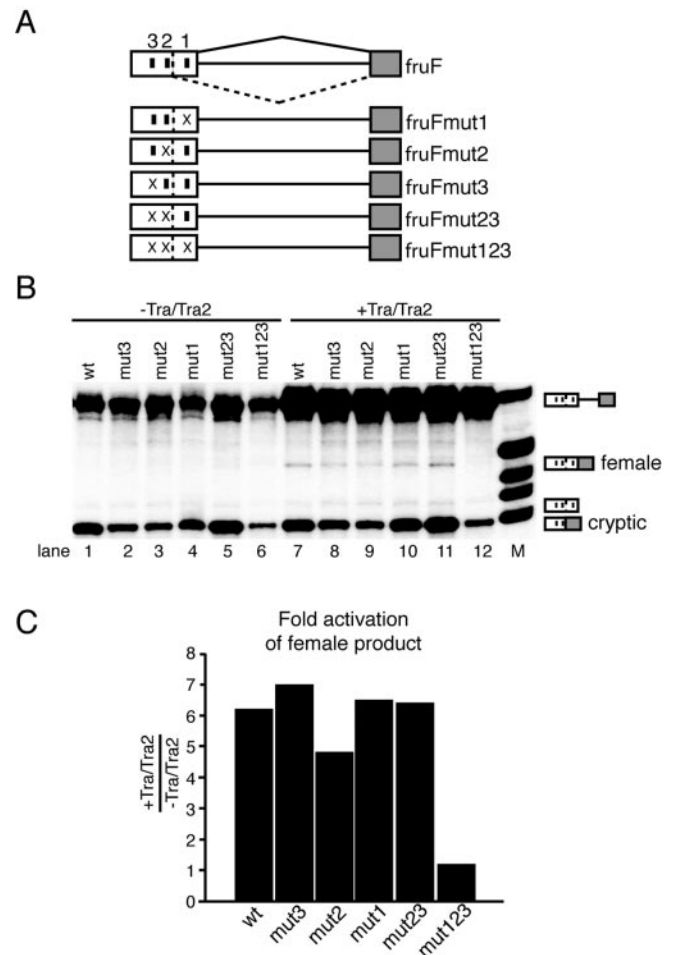 A
3 2 1
fruF
fruFmut1
X
fruFmut2
X
fruFmut3
X
fruFmut23
X X
fruFmut123
X X X
B
-Tra/Tra2 +Tra/Tra2
wt mut3 mut2 mut1 mut23 mut123 wt mut3 mut2 mut1 mut23 mut123
female
cryptic
lane 1 2 3 4 5 6 7 8 9 10 11 12 M
C
Fold activation
of female product
+Tra/Tra2
-Tra/Tra2
8
7
6
5
4
3
2
1
0
wt mut3 mut2 mut1 mut23 mut123